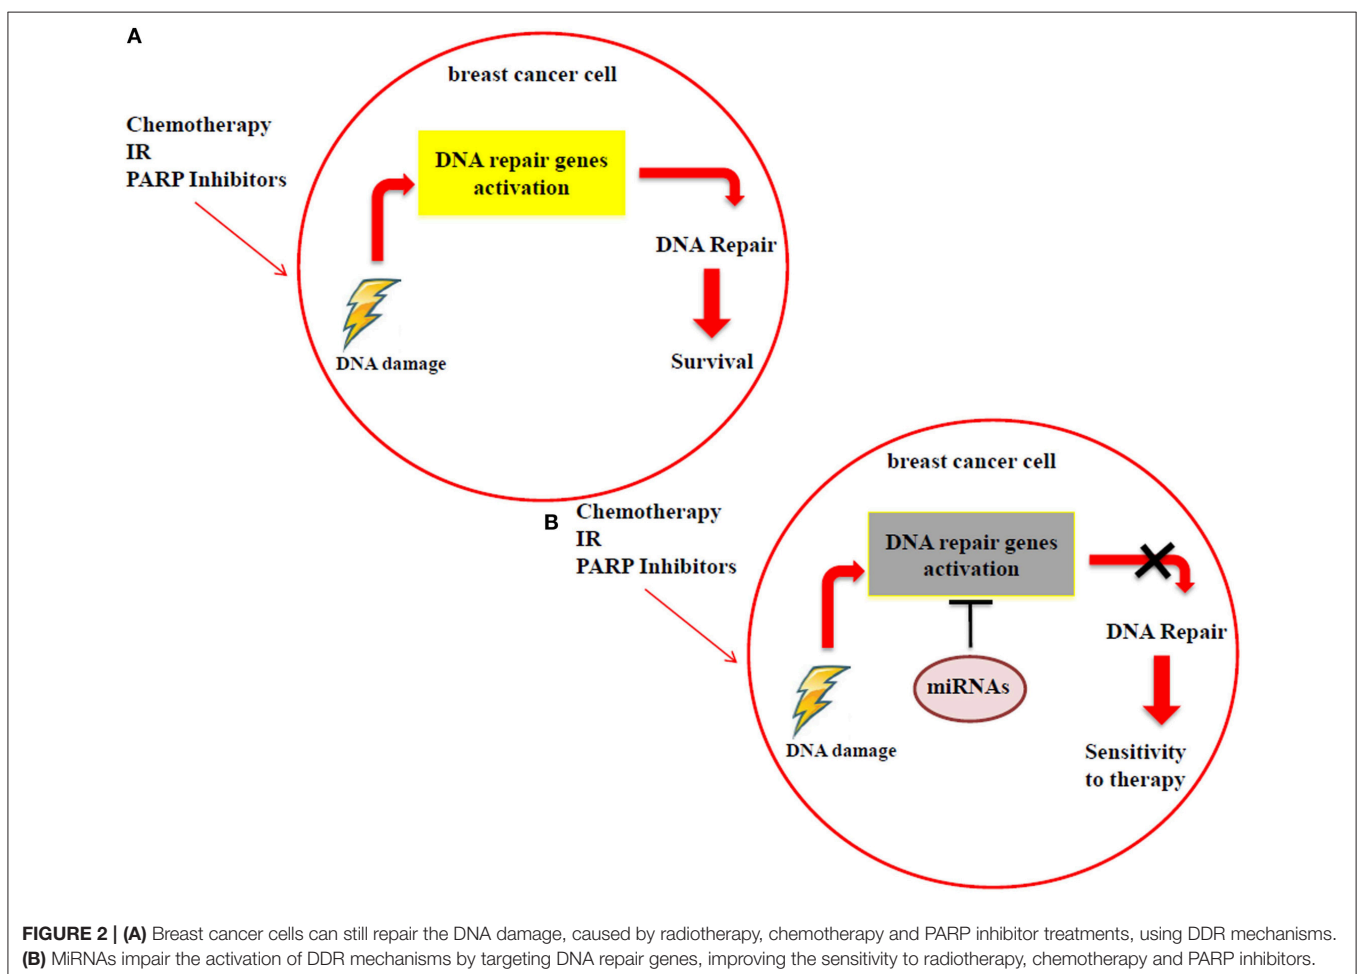 A
breast cancer cell
Chemotherapy
IR
PARP Inhibitors
DNA repair genes
activation
DNA Repair
DNA damage
Survival
B
breast cancer cell
Chemotherapy
IR
PARP Inhibitors
DNA repair genes
activation
DNA Repair
miRNAs
DNA damage
Sensitivity
to therapy
FIGURE 2 | (A) Breast cancer cells can still repair the DNA damage, caused by radiotherapy, chemotherapy and PARP inhibitor treatments, using DDR mechanisms.
(B) MiRNAs impair the activation of DDR mechanisms by targeting DNA repair genes, improving the sensitivity to radiotherapy, chemotherapy and PARP inhibitors.